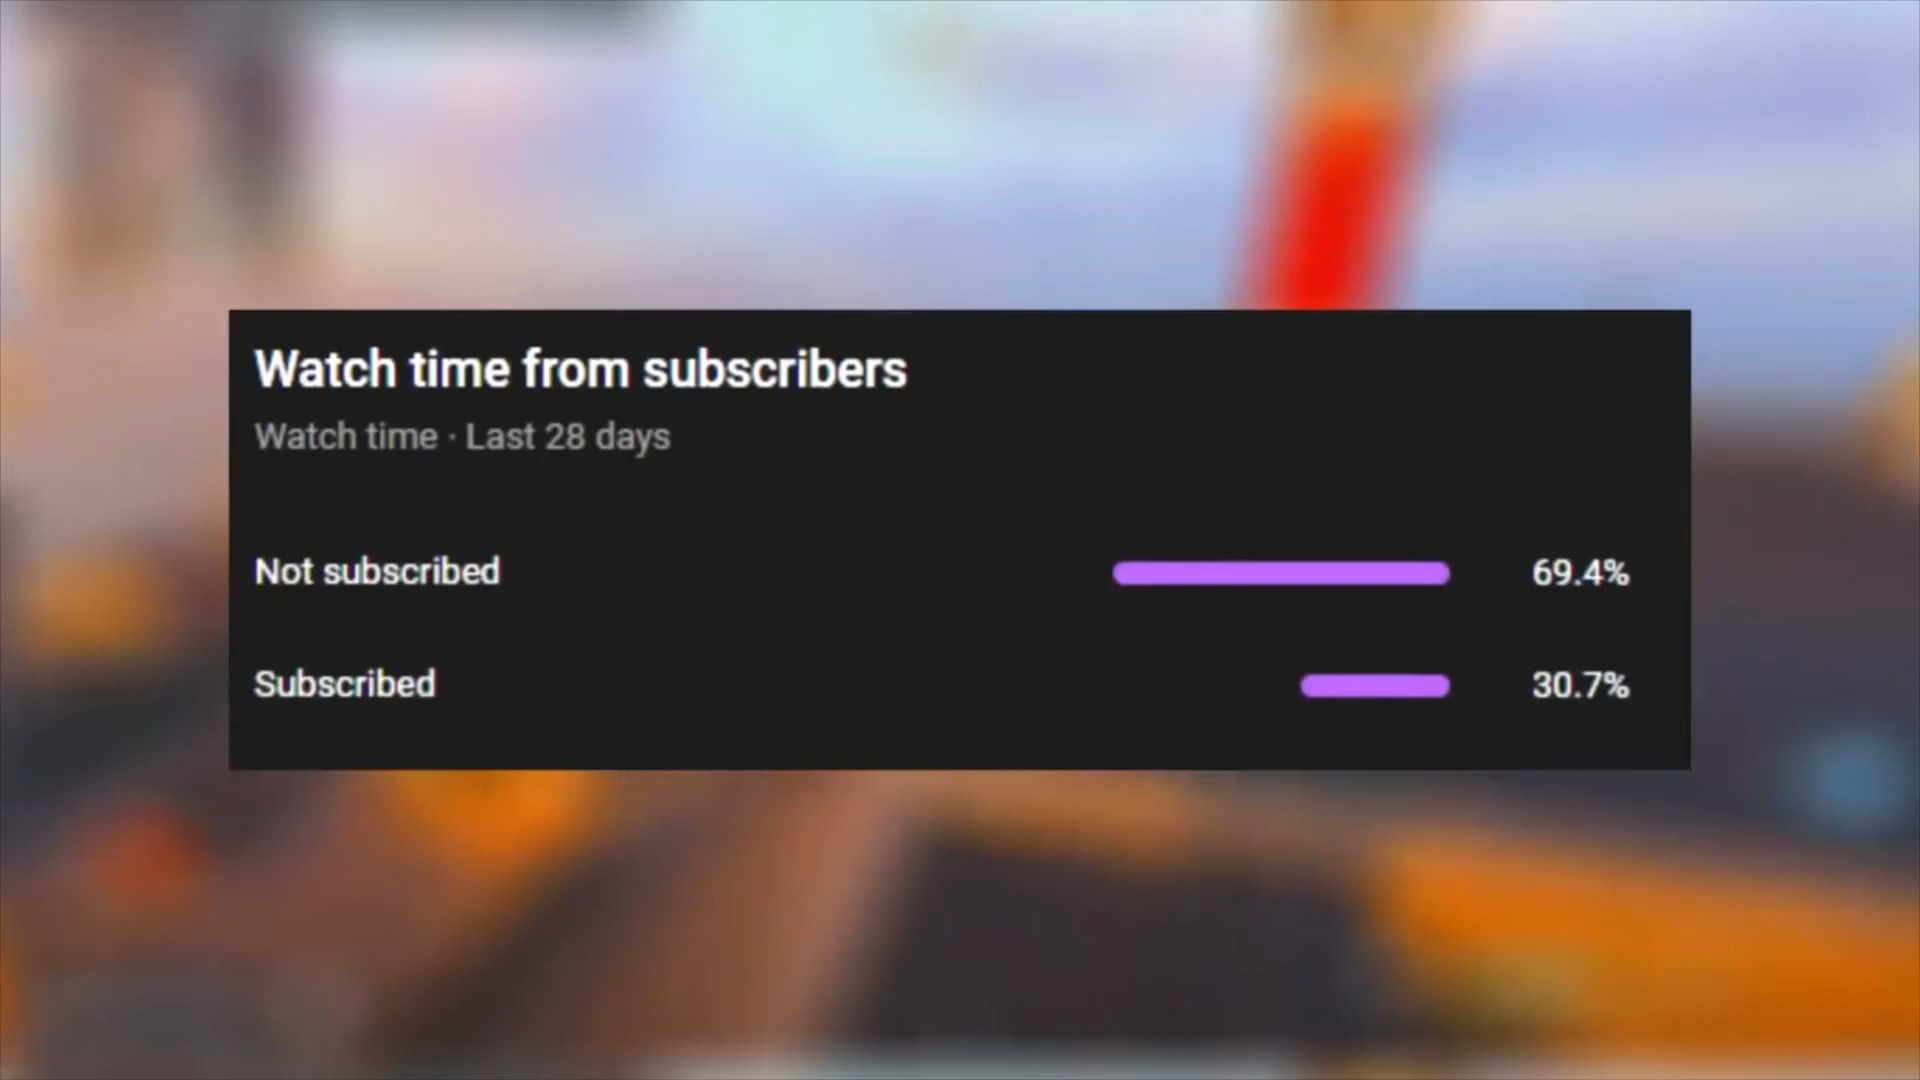 Watch time from subscribers
Watch time · Last 28 days
Not subscribed 69.4%
Subscribed 30.7%